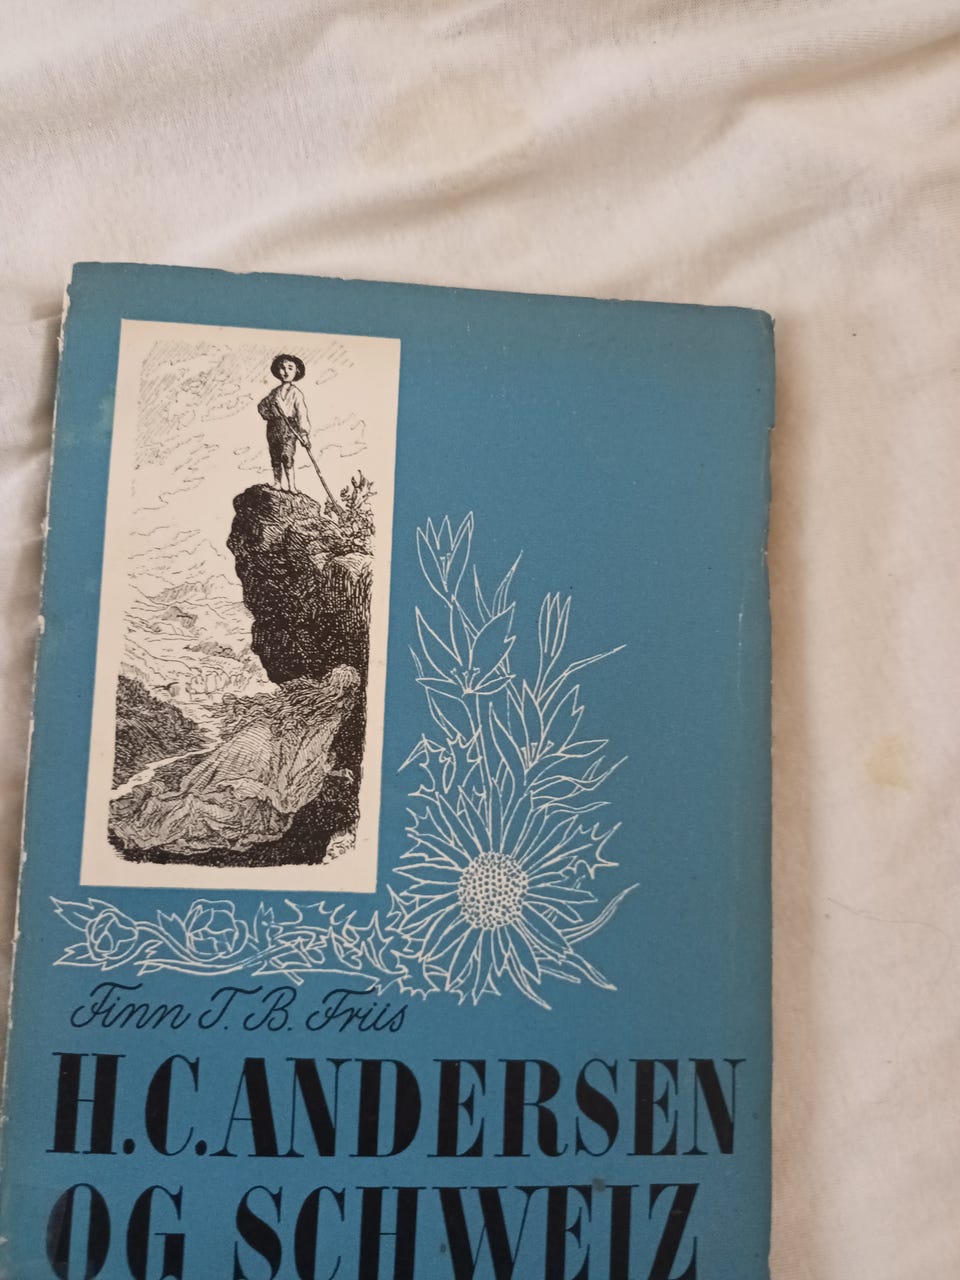 Finn T. B. Friis
H.C. ANDERSEN
OG SCHWEIZ